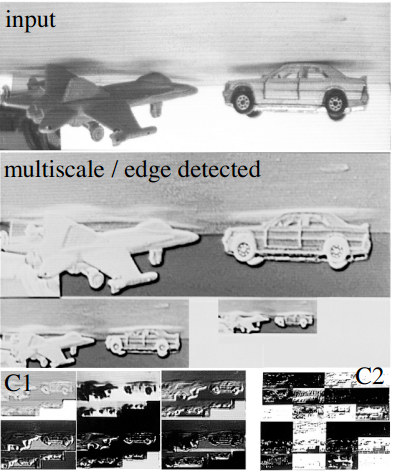 input
multiscale / edge detected
C1
C2